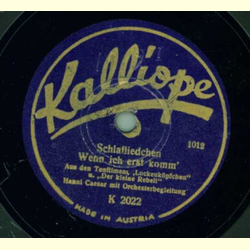 Kalliope
1012
Schlafliedchen
Wenn ich erst komm'
Aus den Tonfilmen, „Lockenköpfchen"
u. „Der kleine Rebell"
Hanni Caesar mit Orchesterbegleitung
K 2022
MADE IN AUSTRIA